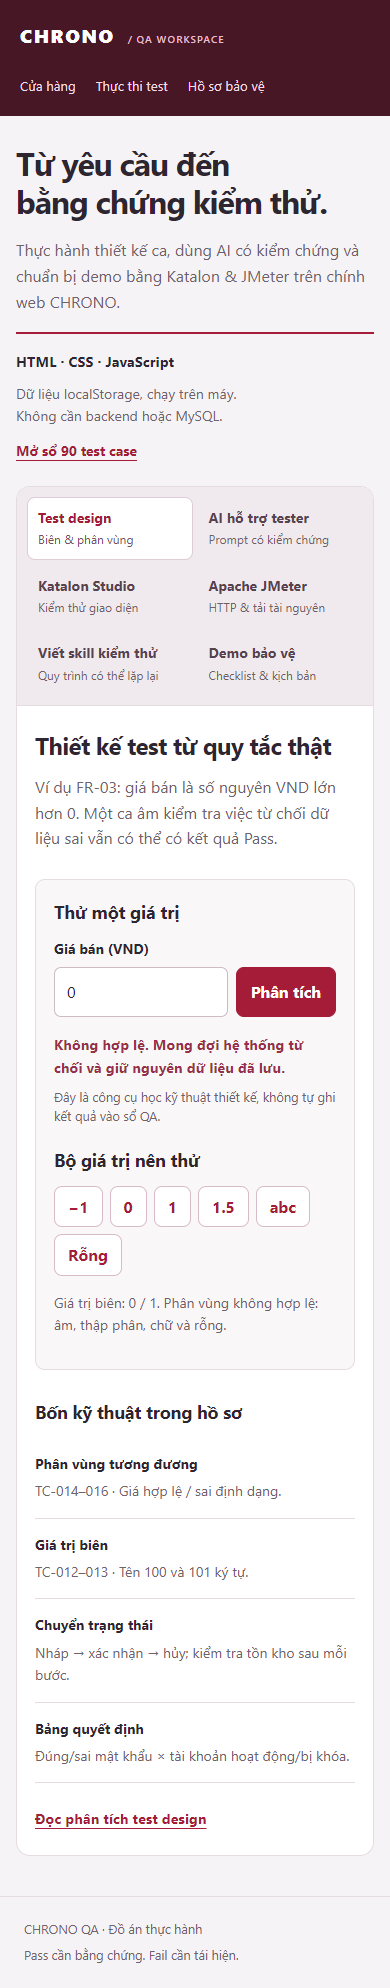 CHRONO / QA WORKSPACE
Cửa hàng Thực thi test Hồ sơ bảo vệ
Từ yêu cầu đến
bằng chứng kiểm thử.
Thực hành thiết kế ca, dùng AI có kiểm chứng và
chuẩn bị demo bằng Katalon & JMeter trên chính
web CHRONO.
HTML · CSS · JavaScript
Dữ liệu localStorage, chạy trên máy.
Không cần backend hoặc MySQL.
Mở sổ 90 test case
Test design
Biên & phân vùng
AI hỗ trợ tester
Prompt có kiểm chứng
Katalon Studio
Kiểm thử giao diện
Apache JMeter
HTTP & tải tài nguyên
Viết skill kiểm thử
Quy trình có thể lặp lại
Demo bảo vệ
Checklist & kịch bản
Thiết kế test từ quy tắc thật
Ví dụ FR-03: giá bán là số nguyên VND lớn
hơn 0. Một ca âm kiểm tra việc từ chối dữ
liệu sai vẫn có thể có kết quả Pass.
Thử một giá trị
Giá bán (VND)
0 Phân tích
Không hợp lệ. Mong đợi hệ thống từ
chối và giữ nguyên dữ liệu đã lưu.
Đây là công cụ học kỹ thuật thiết kế, không tự ghi
kết quả vào sổ QA.
Bộ giá trị nên thử
−1 0 1 1.5 abc
Rỗng
Giá trị biên: 0 / 1. Phân vùng không hợp lệ:
âm, thập phân, chữ và rỗng.
Bốn kỹ thuật trong hồ sơ
Phân vùng tương đương
TC-014–016 · Giá hợp lệ / sai định dạng.
Giá trị biên
TC-012–013 · Tên 100 và 101 ký tự.
Chuyển trạng thái
Nháp → xác nhận → hủy; kiểm tra tồn kho sau mỗi
bước.
Bảng quyết định
Đúng/sai mật khẩu × tài khoản hoạt động/bị khóa.
Đọc phân tích test design
CHRONO QA · Đồ án thực hành
Pass cần bằng chứng. Fail cần tái hiện.